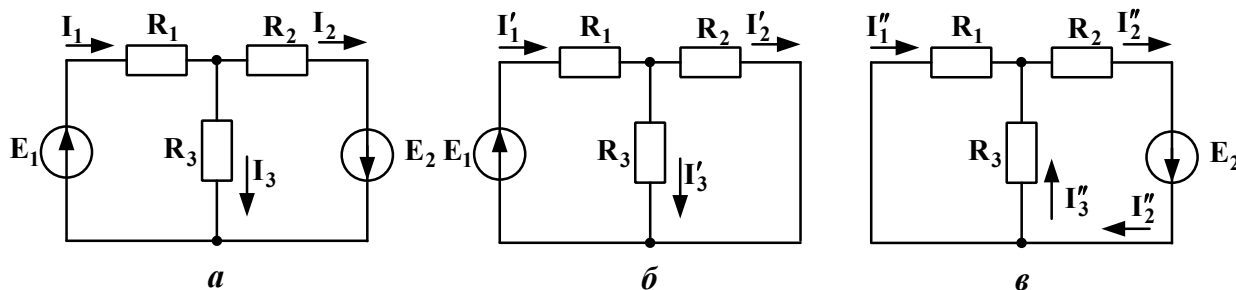 I₁ R₁ R₂ I₂ I′₁ R₁ R₂ I′₂ I″₁ R₁ R₂ I″₂
E₁ R₃ I₃ E₂ E₁ R₃ I′₃ R₃ I″₃ I″₂ E₂
а б в